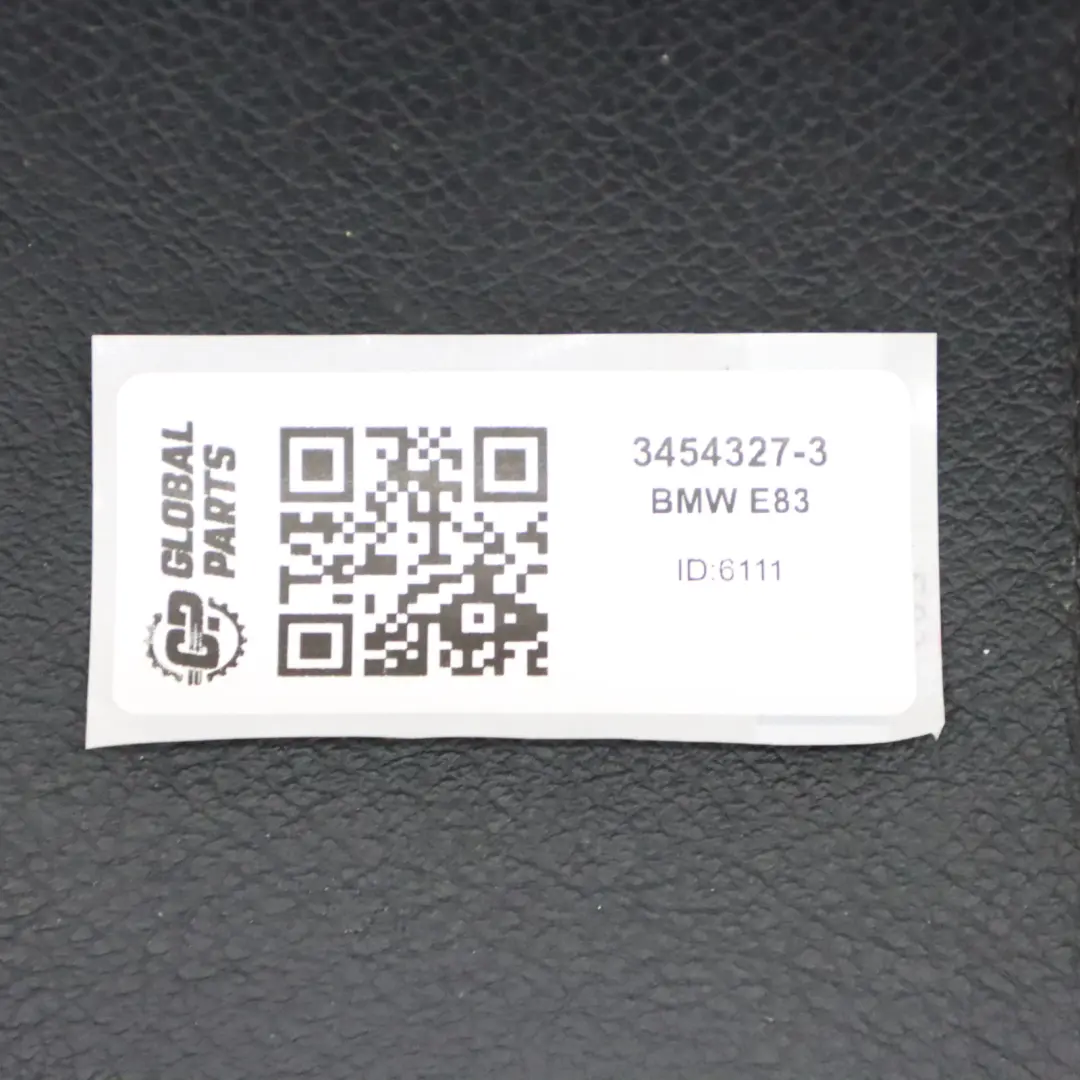 GLOBAL
PARTS
3454327-3
BMW E83
ID:6111